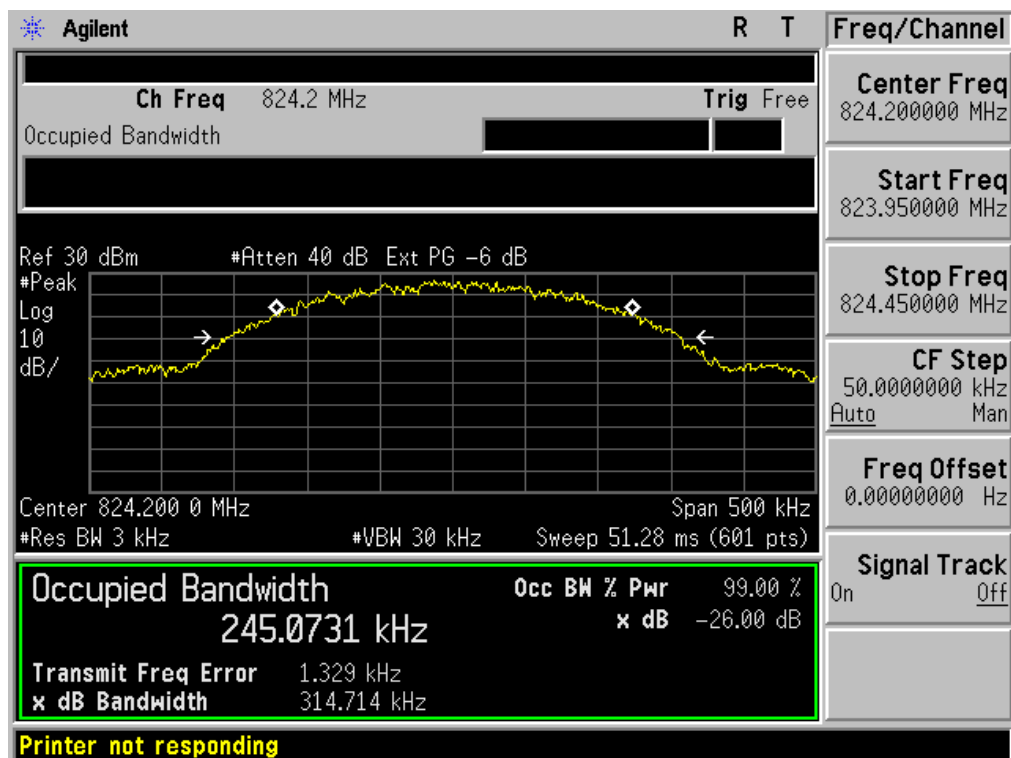 Agilent R T
Freq/Channel
Ch Freq 824.2 MHz Trig Free
Occupied Bandwidth
Center Freq
824.200000 MHz
Start Freq
823.950000 MHz
Stop Freq
824.450000 MHz
CF Step
50.0000000 kHz
Auto Man
Freq Offset
0.00000000 Hz
Signal Track
On Off
Ref 30 dBm #Atten 40 dB Ext PG -6 dB
#Peak
Log
10
dB/
Center 824.200 0 MHz Span 500 kHz
#Res BW 3 kHz #VBW 30 kHz Sweep 51.28 ms (601 pts)
Occupied Bandwidth Occ BW % Pwr 99.00 %
245.0731 kHz x dB -26.00 dB
Transmit Freq Error 1.329 kHz
x dB Bandwidth 314.714 kHz
Printer not responding